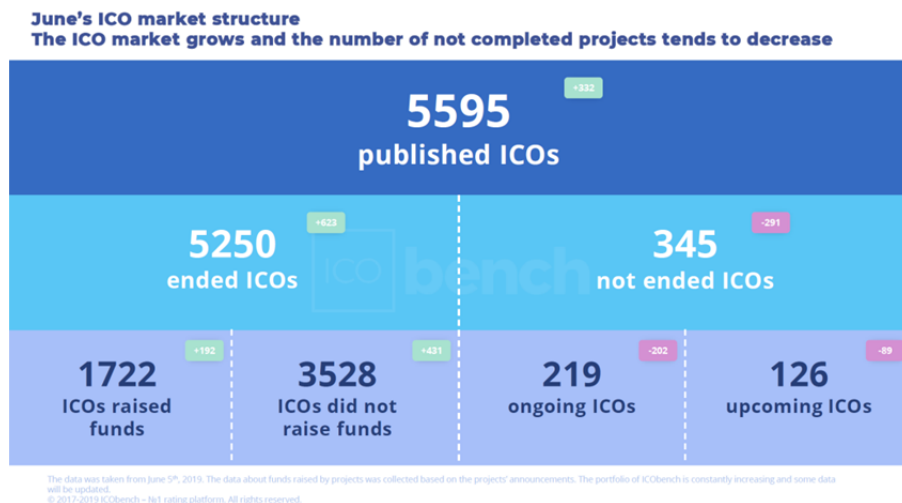 June's ICO market structure
The ICO market grows and the number of not completed projects tends to decrease
+332
5595
published ICOs
+623
5250
ended ICOs
-291
345
not ended ICOs
ICO bench
+192
1722
ICOs raised
funds
+431
3528
ICOs did not
raise funds
-202
219
ongoing ICOs
-89
126
upcoming ICOs
The data was taken from June 5th, 2019. The data about funds raised by projects was collected based on the projects' announcements. The portfolio of ICObench is constantly increasing and some data
will be updated.
© 2017-2019 ICObench – №1 rating platform. All rights reserved.